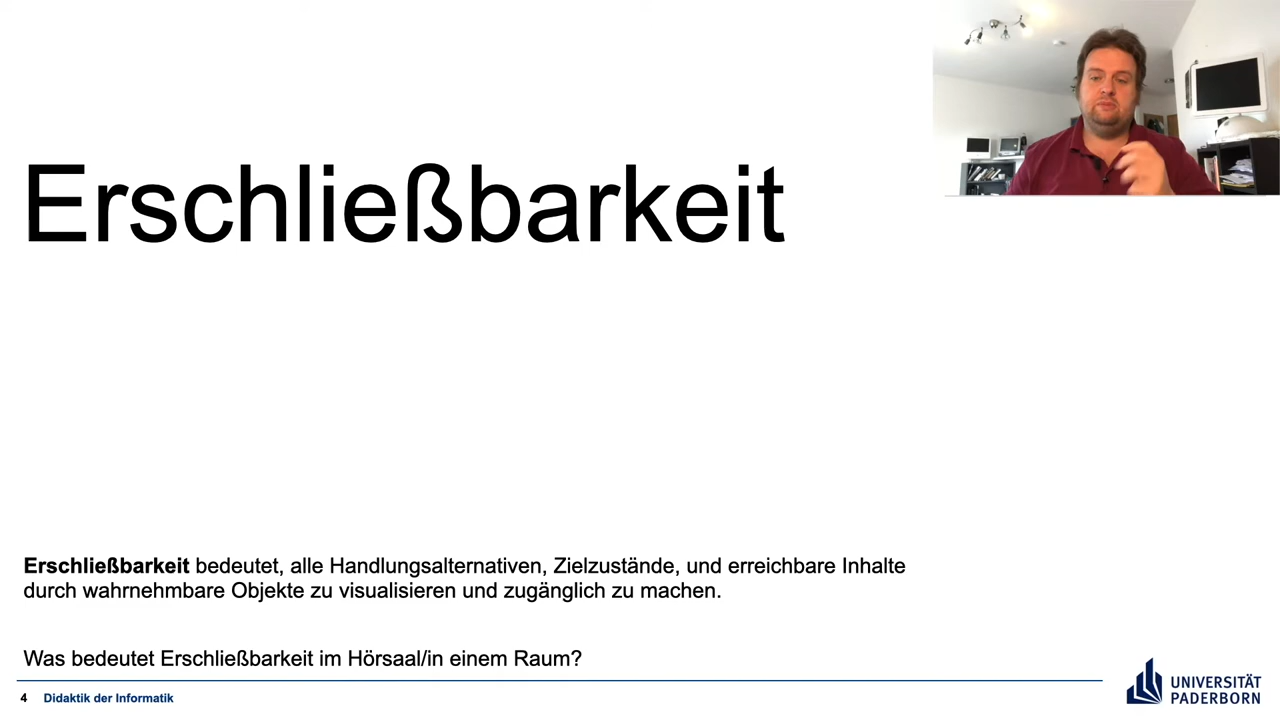 Erschließbarkeit
Erschließbarkeit bedeutet, alle Handlungsalternativen, Zielzustände, und erreichbare Inhalte
durch wahrnehmbare Objekte zu visualisieren und zugänglich zu machen.
Was bedeutet Erschließbarkeit im Hörsaal/in einem Raum?
4 Didaktik der Informatik
UNIVERSITÄT
PADERBORN